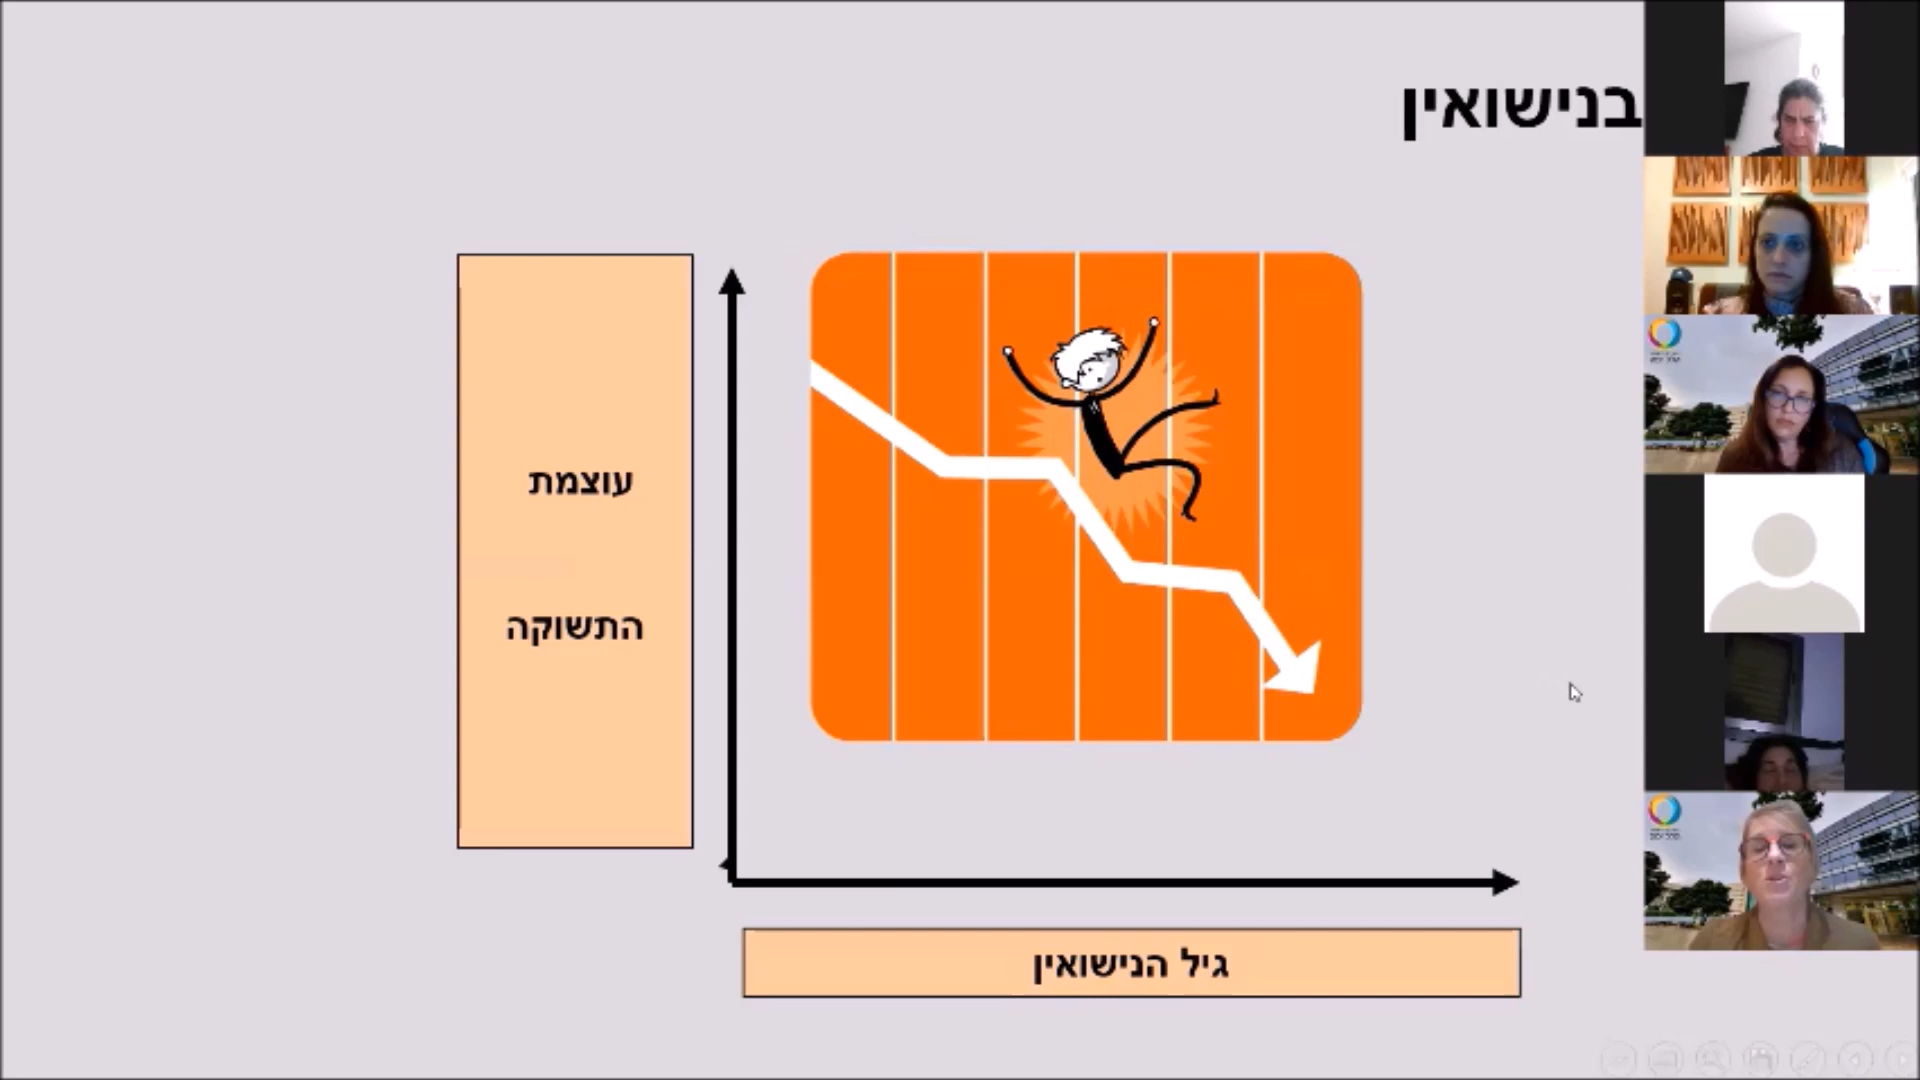 בנישואין
עוצמת
התשוקה
גיל הנישואין